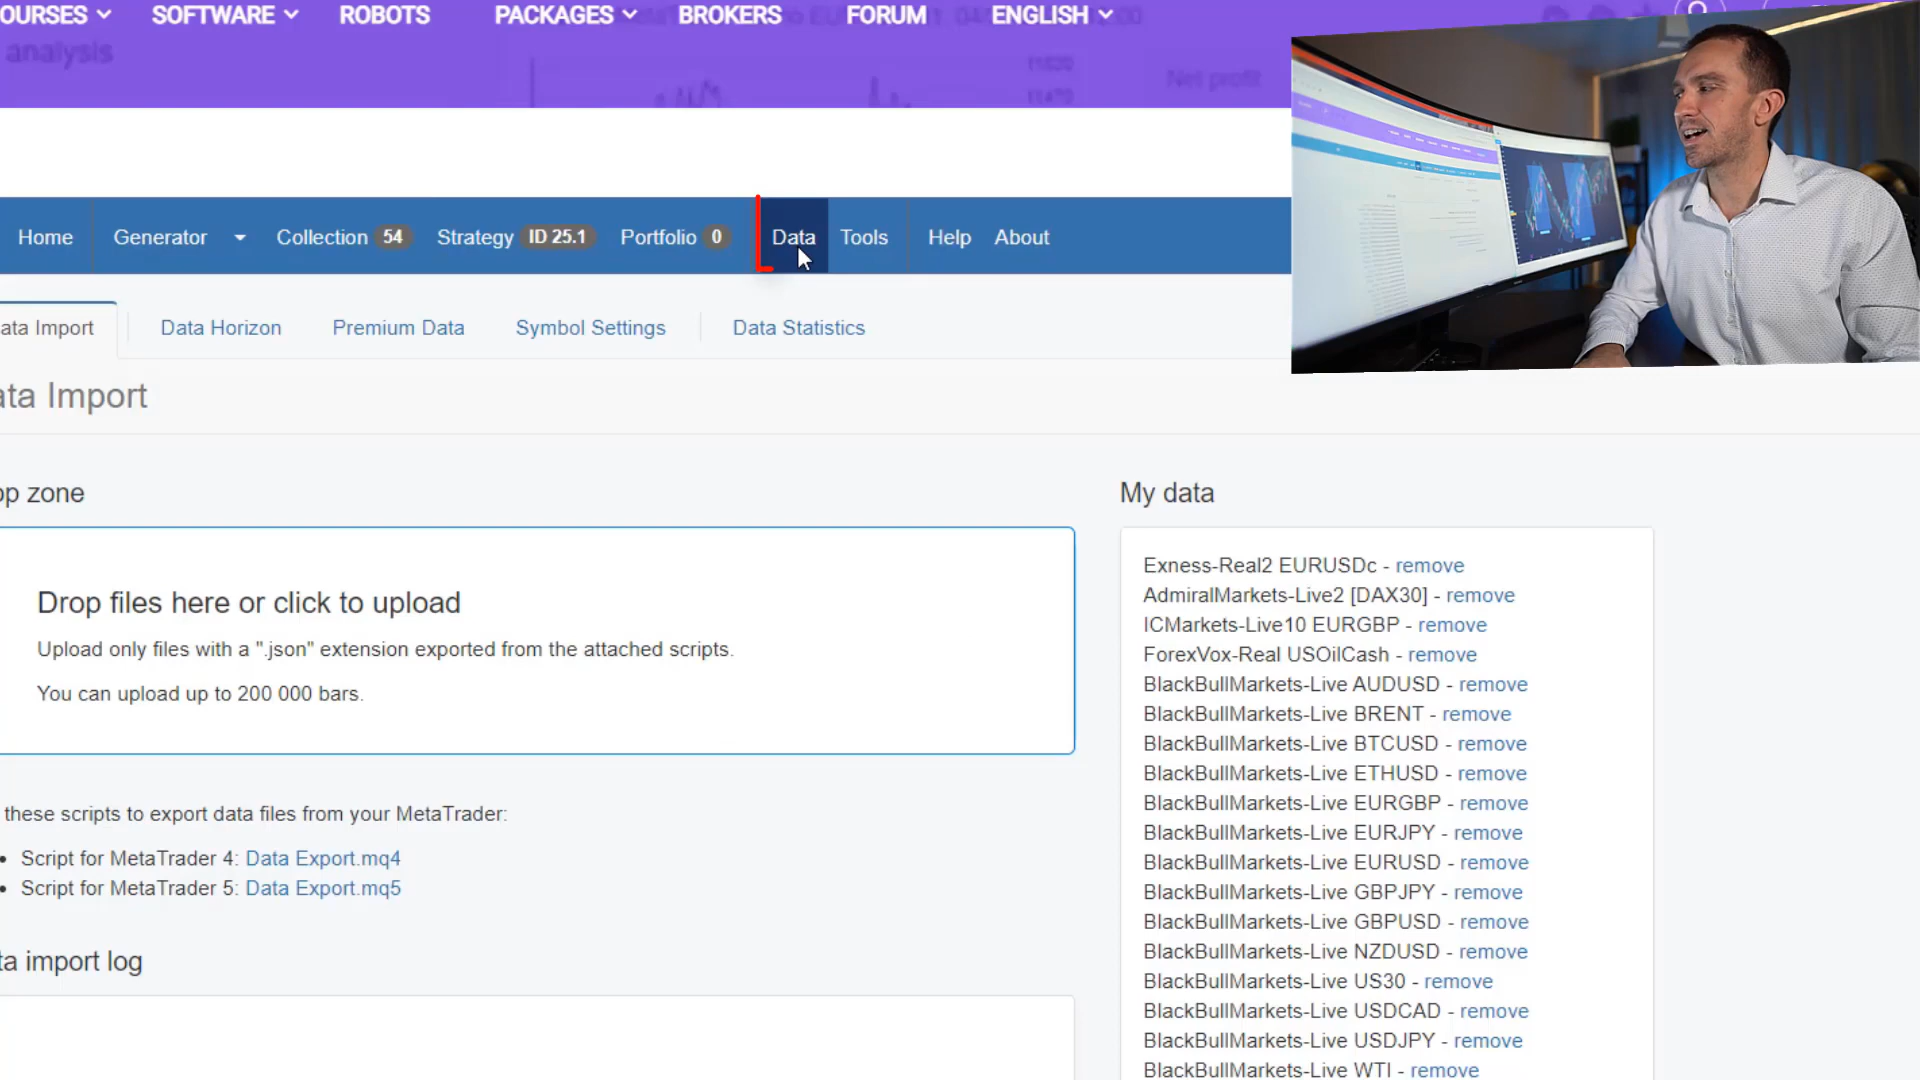 OURSES SOFTWARE ROBOTS PACKAGES BROKERS FORUM ENGLISH
analysis
11520
11470
Net profit
Home Generator Collection 54 Strategy ID 25.1 Portfolio 0 Data Tools Help About
ata Import Data Horizon Premium Data Symbol Settings Data Statistics
ata Import
op zone
Drop files here or click to upload
Upload only files with a ".json" extension exported from the attached scripts.
You can upload up to 200 000 bars.
these scripts to export data files from your MetaTrader:
• Script for MetaTrader 4: Data Export.mq4
• Script for MetaTrader 5: Data Export.mq5
ta import log
My data
Exness-Real2 EURUSDc - remove
AdmiralMarkets-Live2 [DAX30] - remove
ICMarkets-Live10 EURGBP - remove
ForexVox-Real USOilCash - remove
BlackBullMarkets-Live AUDUSD - remove
BlackBullMarkets-Live BRENT - remove
BlackBullMarkets-Live BTCUSD - remove
BlackBullMarkets-Live ETHUSD - remove
BlackBullMarkets-Live EURGBP - remove
BlackBullMarkets-Live EURJPY - remove
BlackBullMarkets-Live EURUSD - remove
BlackBullMarkets-Live GBPJPY - remove
BlackBullMarkets-Live GBPUSD - remove
BlackBullMarkets-Live NZDUSD - remove
BlackBullMarkets-Live US30 - remove
BlackBullMarkets-Live USDCAD - remove
BlackBullMarkets-Live USDJPY - remove
BlackBullMarkets-Live WTI - remove